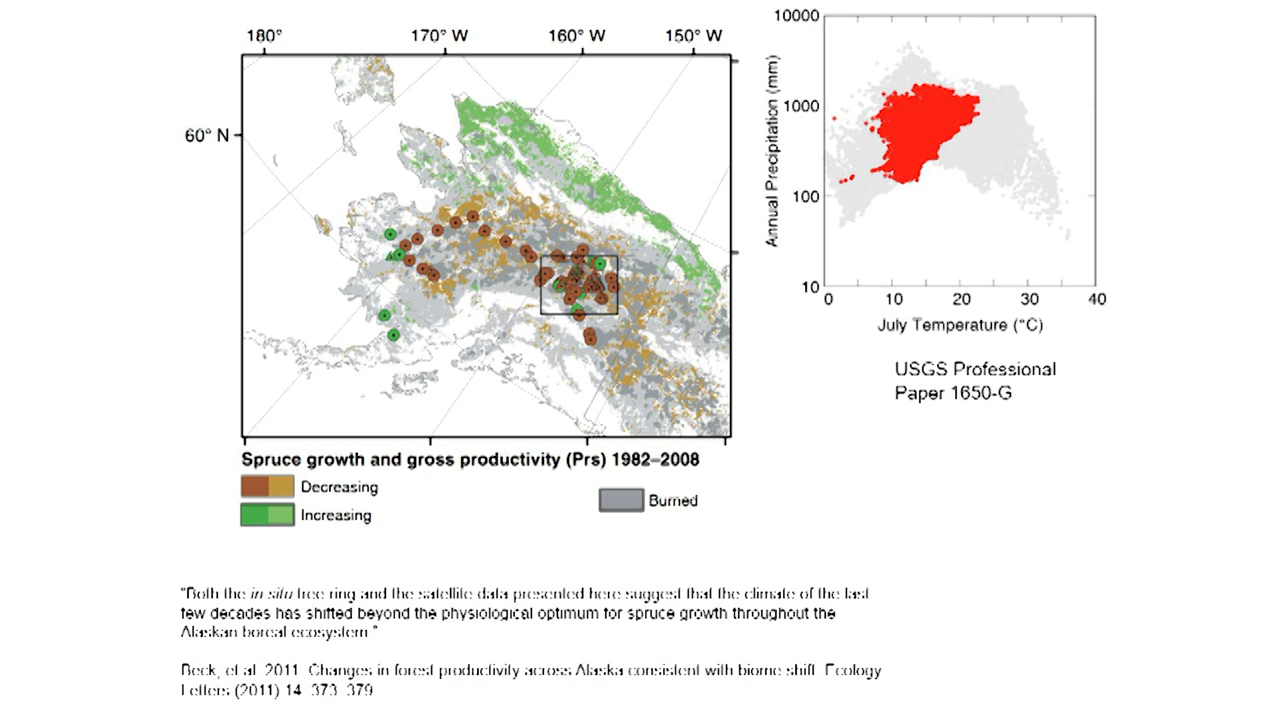 180° 170° W 160° W 150° W
60° N
Spruce growth and gross productivity (Prs) 1982–2008
Decreasing
Increasing
Burned
10000
1000
100
10
Annual Precipitation (mm)
0 10 20 30 40
July Temperature (°C)
USGS Professional
Paper 1650-G
"Both the in situ tree ring and the satellite data presented here suggest that the climate of the last
few decades has shifted beyond the physiological optimum for spruce growth throughout the
Alaskan boreal ecosystem."
Beck, et al. 2011. Changes in forest productivity across Alaska consistent with biome shift. Ecology
Letters (2011) 14: 373–379